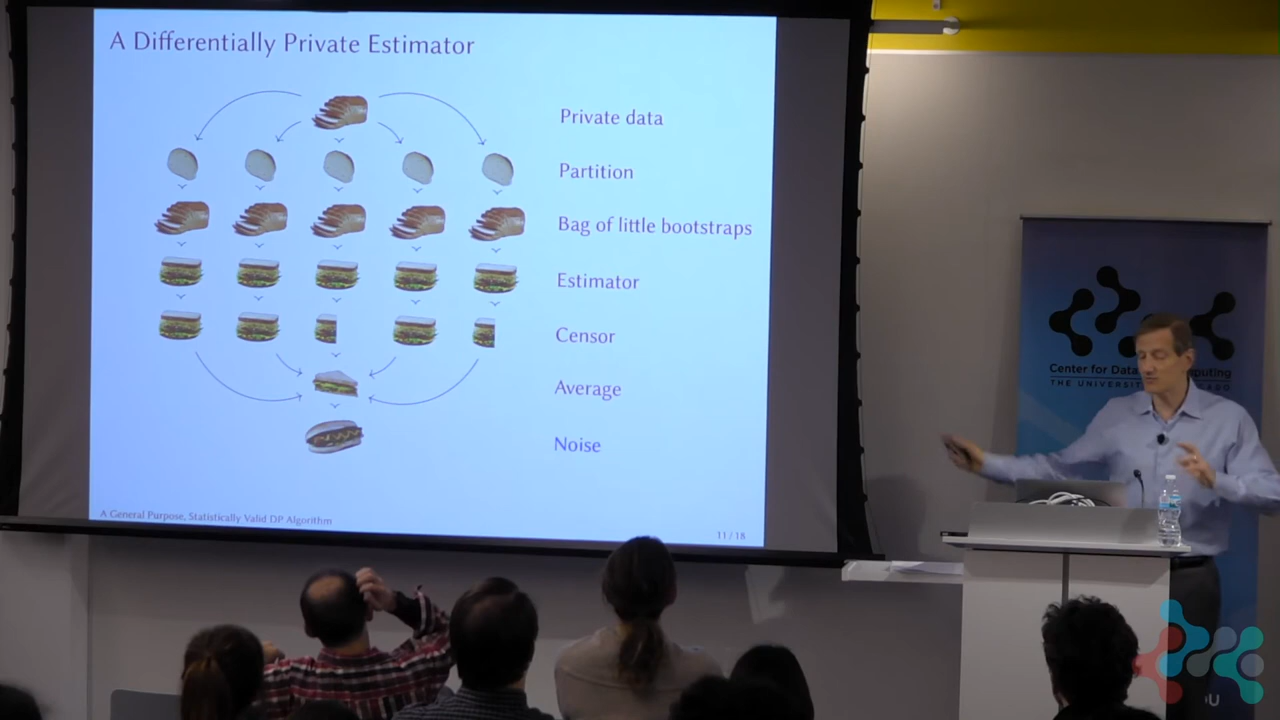 A Differentially Private Estimator
Private data
Partition
Bag of little bootstraps
Estimator
Censor
Average
Noise
A General Purpose, Statistically Valid DP Algorithm
11 / 18
Center for Data
THE